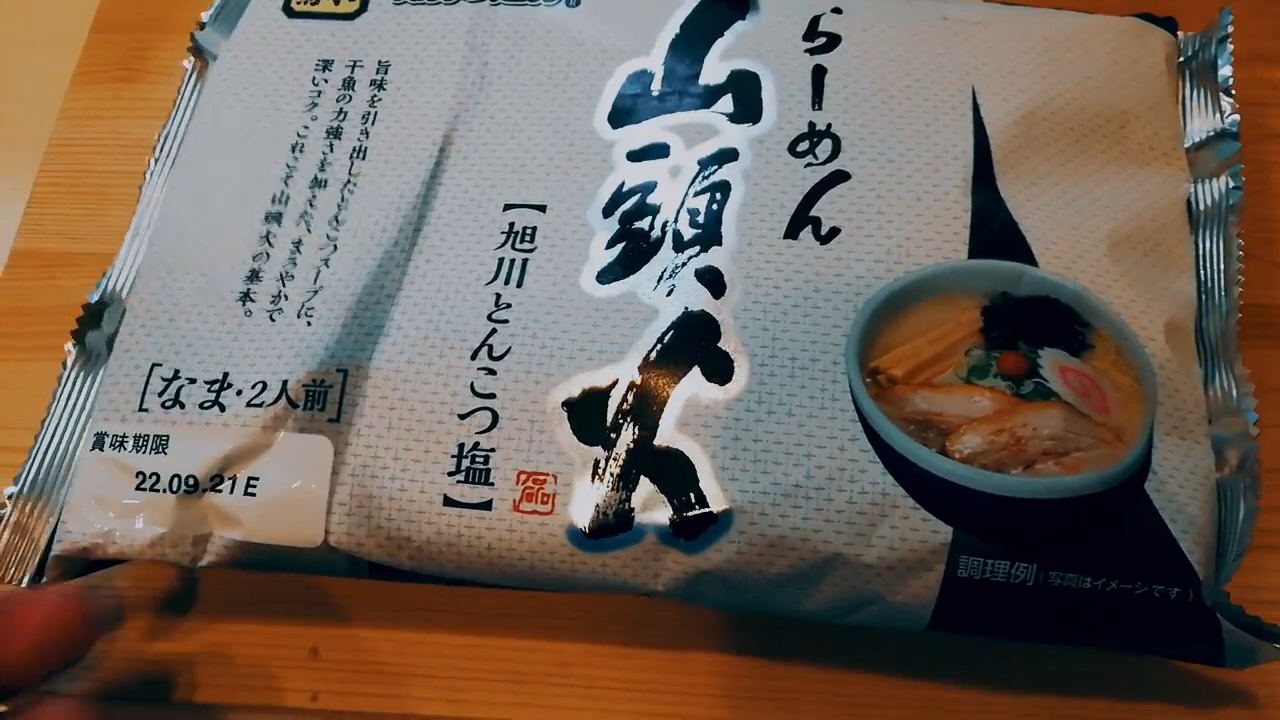 らーめん
山頭火
【旭川とんこつ塩】
旨味を引き出したとんこつスープに、
干魚の力強さを加えた、まろやかで
深いコク。これこそ山頭火の基本。
[なま・2人前]
賞味期限
22.09.21 E
調理例(写真はイメージです)